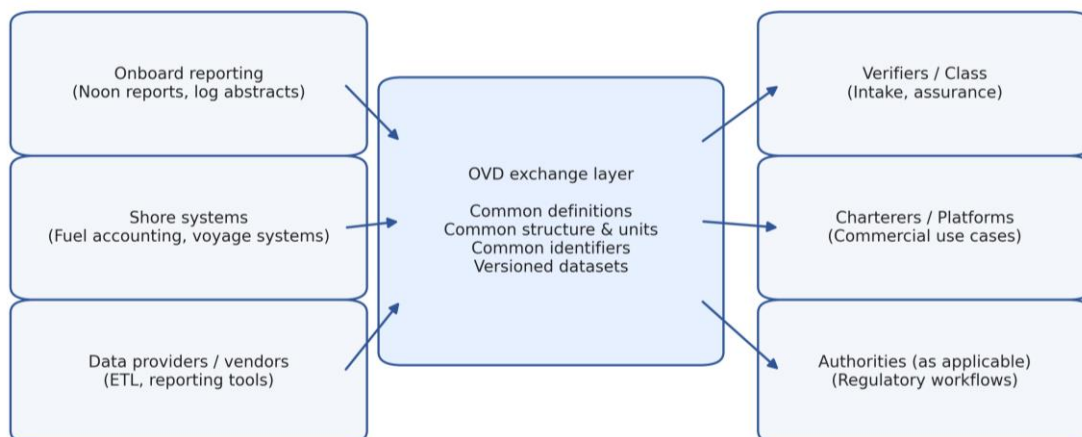 Onboard reporting
(Noon reports, log abstracts)
Shore systems
(Fuel accounting, voyage systems)
Data providers / vendors
(ETL, reporting tools)
OVD exchange layer
Common definitions
Common structure & units
Common identifiers
Versioned datasets
Verifiers / Class
(Intake, assurance)
Charterers / Platforms
(Commercial use cases)
Authorities (as applicable)
(Regulatory workflows)